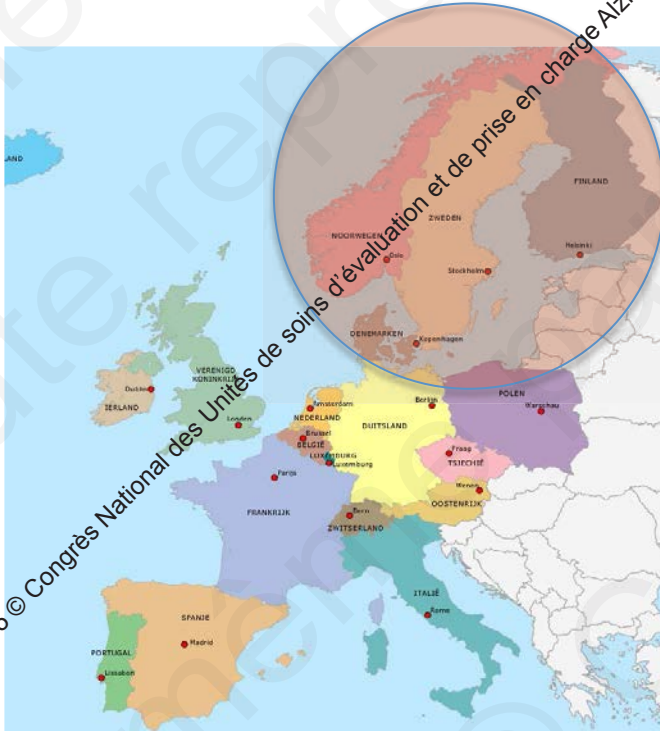 LAND
FINLAND
ZWEDEN
NOORWEGEN
Oslo
Helsinki
Stockholm
DENEMARKEN
Kopenhagen
VERENIGD
KONINKRIJK
IERLAND
Dublin
Londen
Amsterdam
NEDERLAND
Berlijn
DUITSLAND
POLEN
Warschau
Brussel
BELGIË
LUXEMBURG
Luxemburg
Praag
TSJECHIË
Parijs
Wenen
OOSTENRIJK
FRANKRIJK
Bern
ZWITSERLAND
ITALIË
Rome
SPANJE
Madrid
PORTUGAL
Lissabon
© Congrès National des Unités de soins d'évaluation et de prise en charge